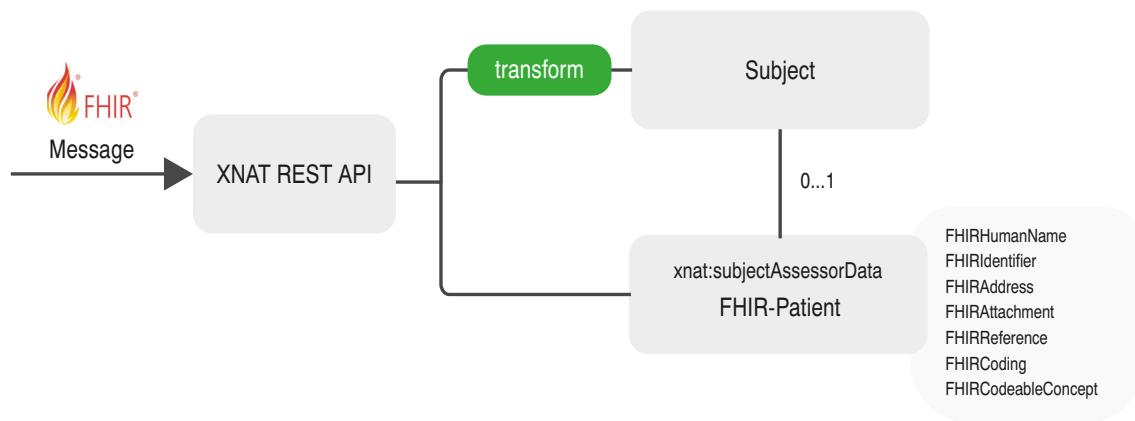 FHIR®
Message
XNAT REST API
transform
Subject
0...1
xnat:subjectAssessorData
FHIR-Patient
FHIRHumanName
FHIRIdentifier
FHIRAddress
FHIRAttachment
FHIRReference
FHIRCoding
FHIRCodeableConcept